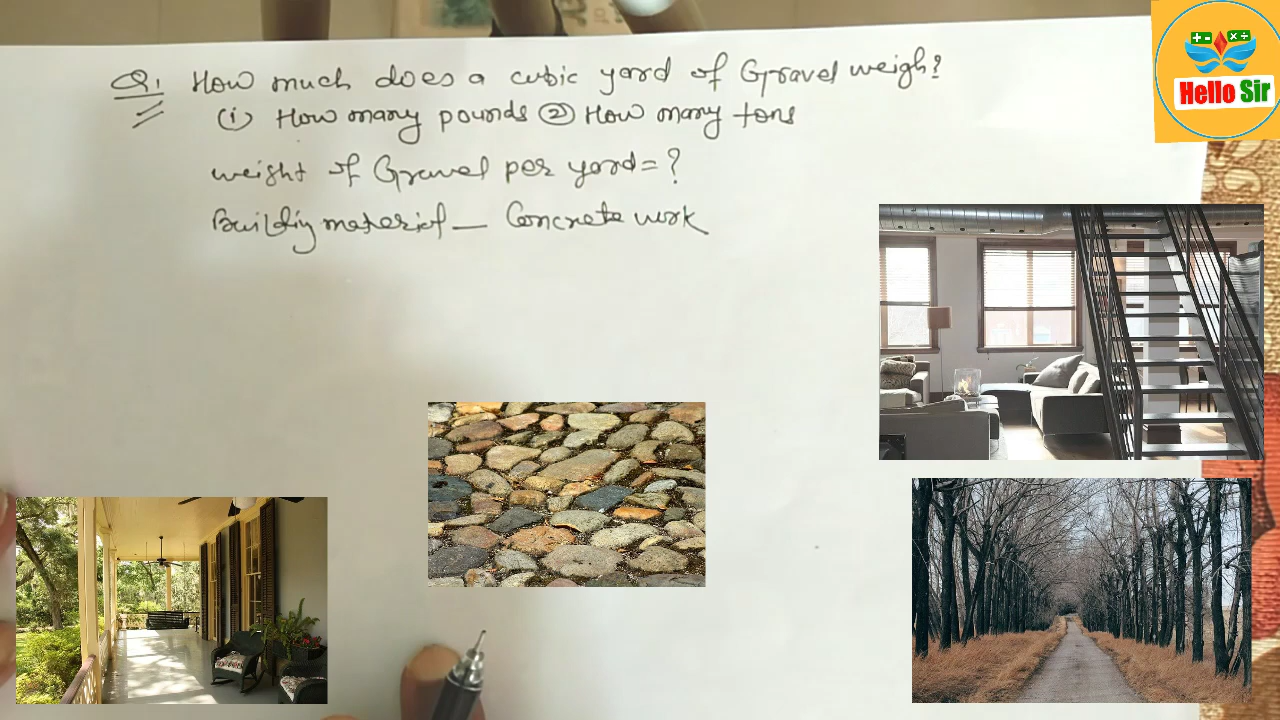 Q1 How much does a cubic yard of Gravel weigh?
(i) How many pounds (2) How many tons
weight of Gravel per yard = ?
Building material — Concrete work
+ - × ÷
Hello Sir